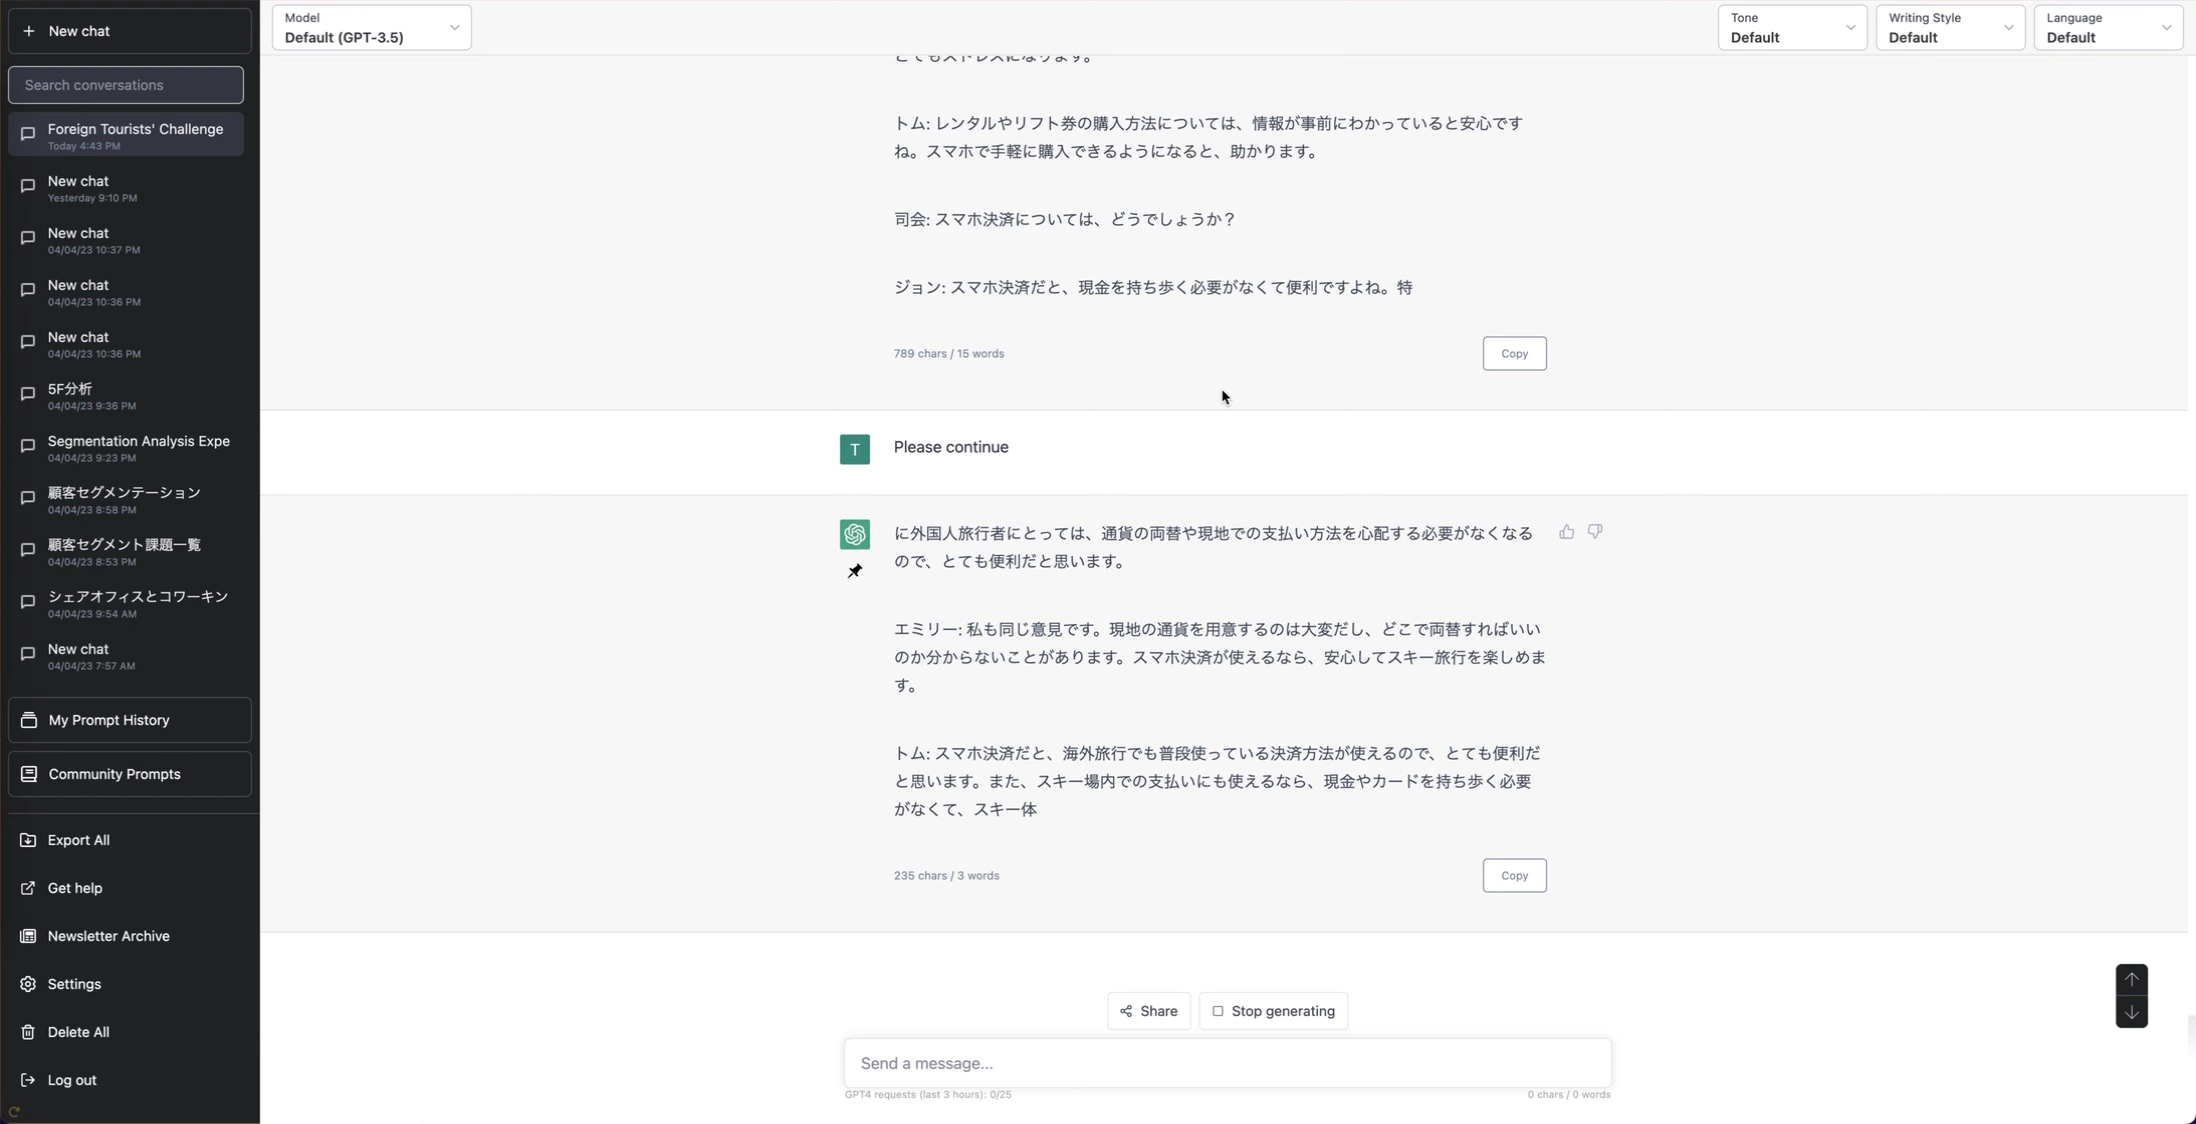 New chat
Search conversations
Foreign Tourists' Challenge
Today 4:43 PM
New chat
Yesterday 9:10 PM
New chat
04/04/23 10:37 PM
New chat
04/04/23 10:36 PM
New chat
04/04/23 10:36 PM
5F分析
04/04/23 9:36 PM
Segmentation Analysis Expe
04/04/23 9:23 PM
顧客セグメンテーション
04/04/23 8:58 PM
顧客セグメント課題一覧
04/04/23 8:53 PM
シェアオフィスとコワーキン
04/04/23 9:54 AM
New chat
04/04/23 7:57 AM
My Prompt History
Community Prompts
Export All
Get help
Newsletter Archive
Settings
Delete All
Log out
Model
Default (GPT-3.5)
Tone
Default
Writing Style
Default
Language
Default
とてもストレスになります。
トム: レンタルやリフト券の購入方法については、情報が事前にわかっていると安心です
ね。スマホで手軽に購入できるようになると、助かります。
司会: スマホ決済については、どうでしょうか？
ジョン: スマホ決済だと、現金を持ち歩く必要がなくて便利ですよね。特
789 chars / 15 words
Copy
T
Please continue
に外国人旅行者にとっては、通貨の両替や現地での支払い方法を心配する必要がなくなる
ので、とても便利だと思います。
エミリー: 私も同じ意見です。現地の通貨を用意するのは大変だし、どこで両替すればいい
のか分からないことがあります。スマホ決済が使えるなら、安心してスキー旅行を楽しめま
す。
トム: スマホ決済だと、海外旅行でも普段使っている決済方法が使えるので、とても便利だ
と思います。また、スキー場内での支払いにも使えるなら、現金やカードを持ち歩く必要
がなくて、スキー体
235 chars / 3 words
Copy
Share
Stop generating
Send a message...
GPT4 requests (last 3 hours): 0/25
0 chars / 0 words